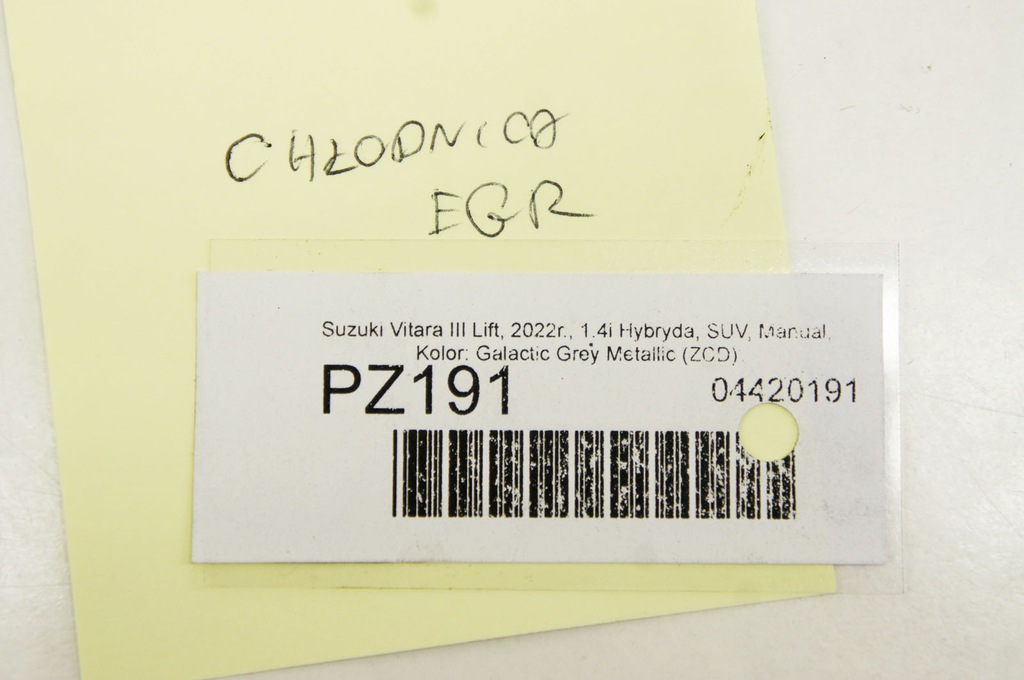 CHŁODNICA
EGR
Suzuki Vitara III Lift, 2022r., 1.4i Hybryda, SUV, Manual,
Kolor: Galactic Grey Metallic (ZCD)
PZ191
04420191